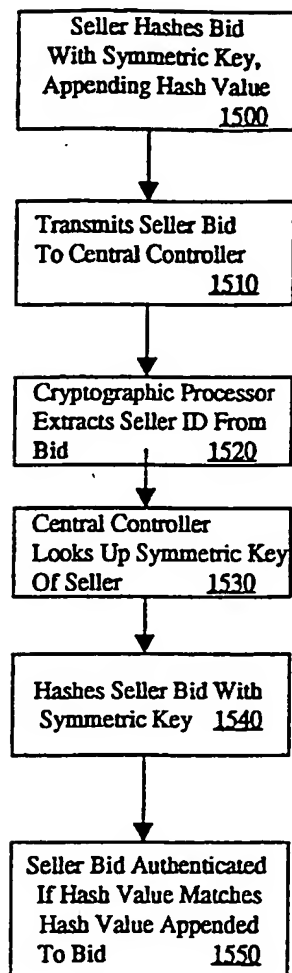 Seller Hashes Bid
With Symmetric Key,
Appending Hash Value
1500
Transmits Seller Bid
To Central Controller
1510
Cryptographic Processor
Extracts Seller ID From
Bid 1520
Central Controller
Looks Up Symmetric Key
Of Seller 1530
Hashes Seller Bid With
Symmetric Key 1540
Seller Bid Authenticated
If Hash Value Matches
Hash Value Appended
To Bid 1550